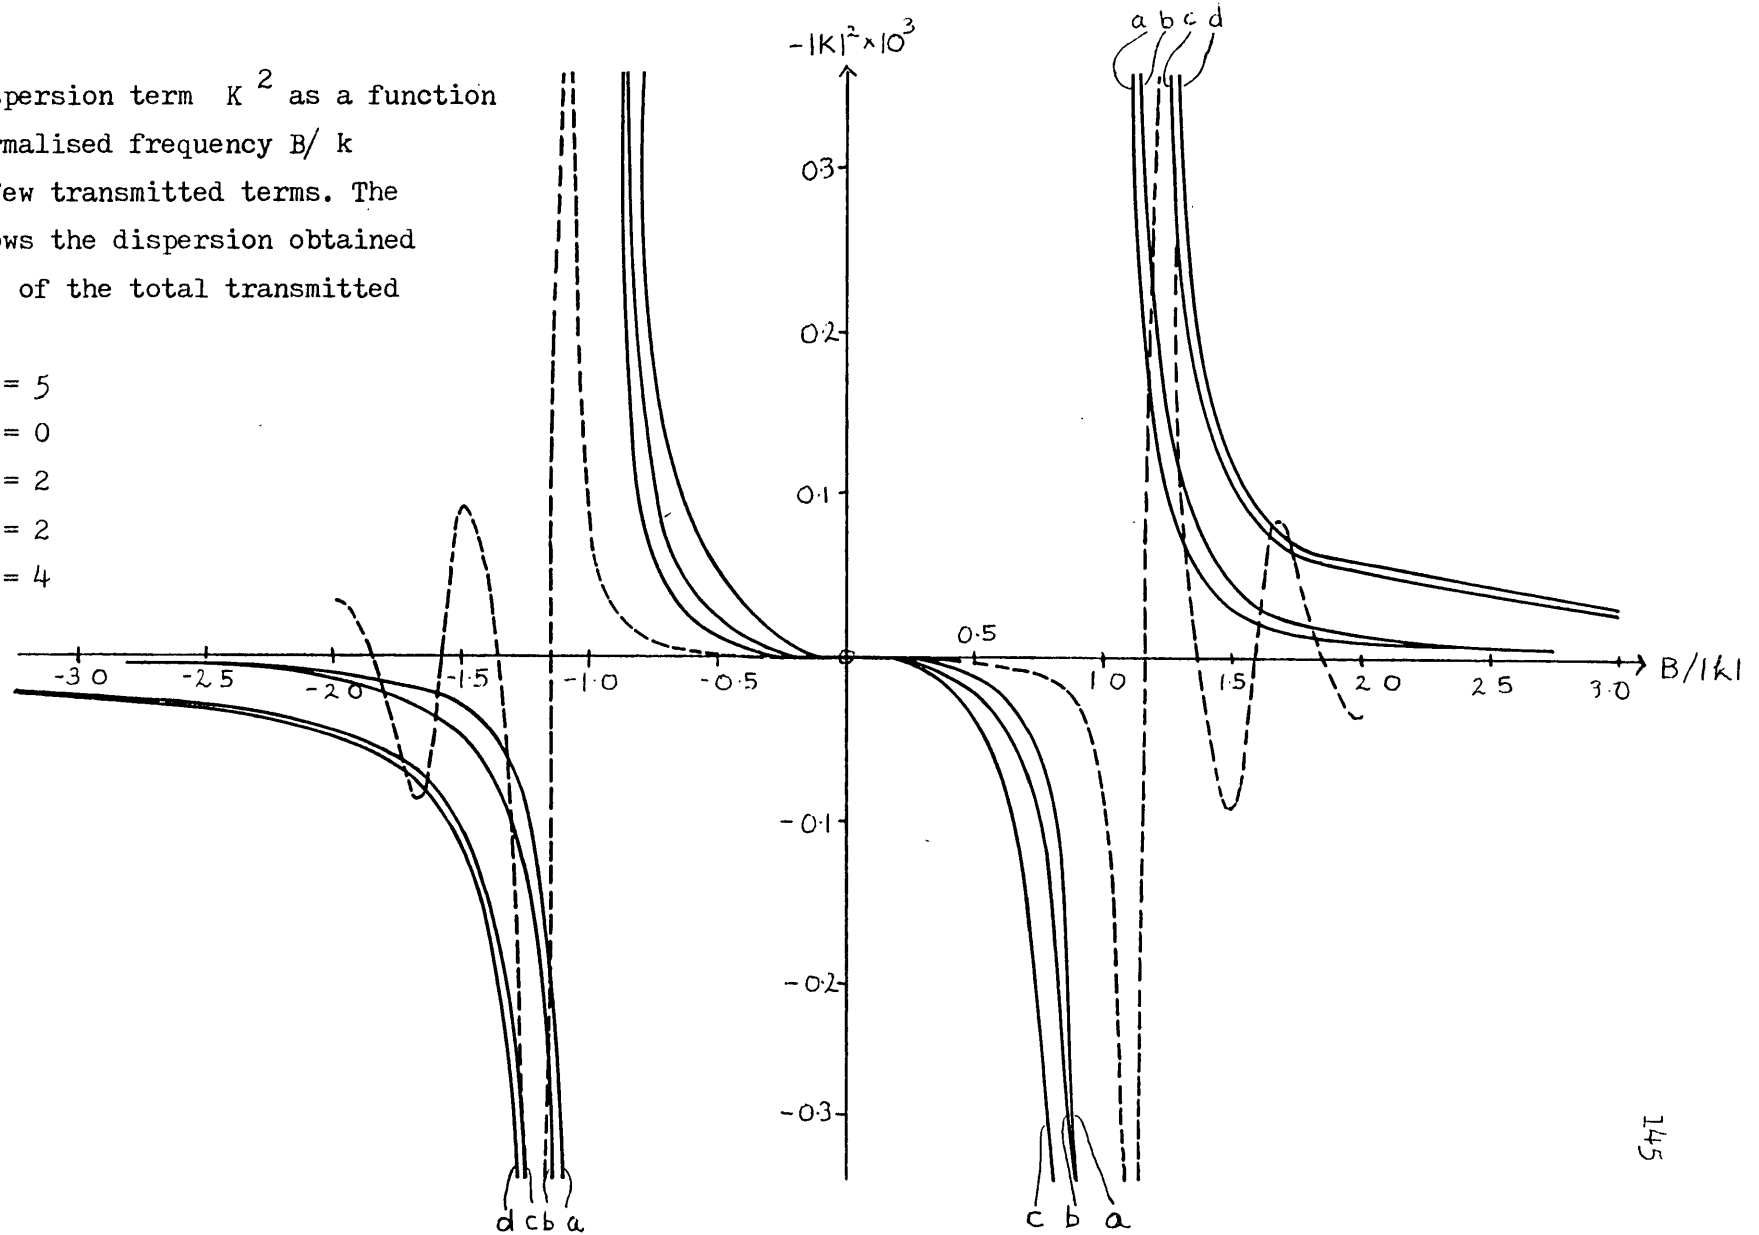 persion term K 2 as a function
rmalised frequency B/ k
few transmitted terms. The
ows the dispersion obtained
of the total transmitted
= 5
= 0
= 2
= 2
= 4
-|K|²×10³
a b c d
0.3
0.2
0.1
0.5
-3.0 -2.5 -2.0 -1.5 -1.0 -0.5 1.0 1.5 2.0 2.5 3.0 B/|k|
-0.1
-0.2
-0.3
d c b a
c b a
145